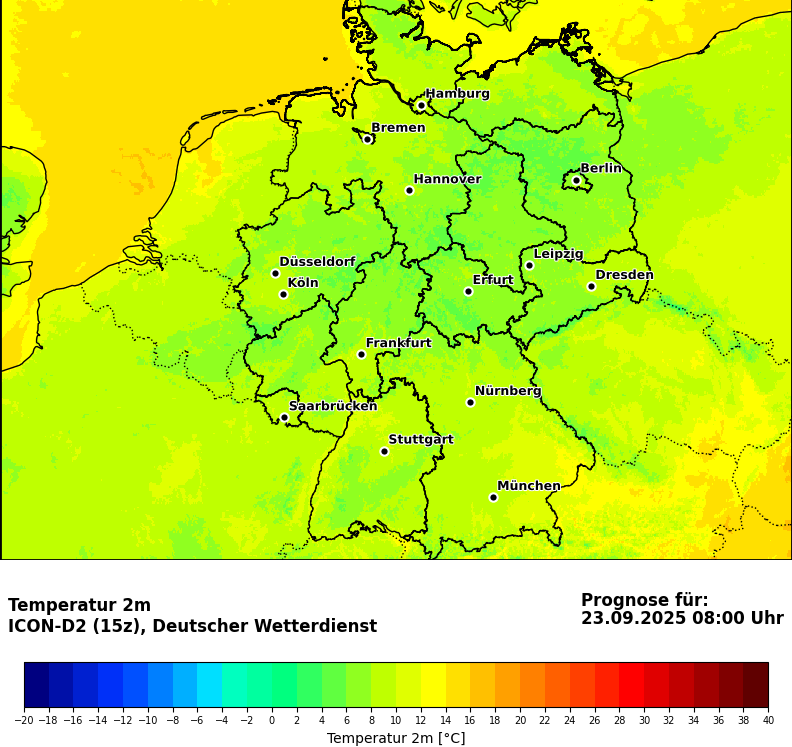 Hamburg
Bremen
Berlin
Hannover
Leipzig
Düsseldorf
Dresden
Köln
Erfurt
Frankfurt
Nürnberg
Saarbrücken
Stuttgart
München
Temperatur 2m
ICON-D2 (15z), Deutscher Wetterdienst
Prognose für:
23.09.2025 08:00 Uhr
−20 −18 −16 −14 −12 −10 −8 −6 −4 −2 0 2 4 6 8 10 12 14 16 18 20 22 24 26 28 30 32 34 36 38 40
Temperatur 2m [°C]